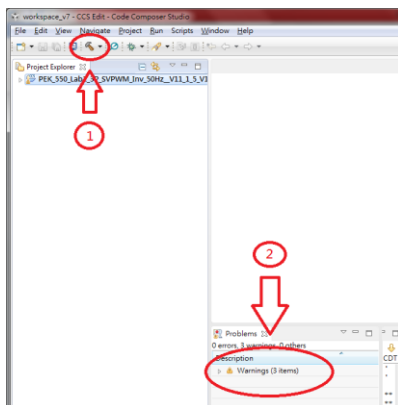 workspace_v7 - CCS Edit - Code Composer Studio
File Edit View Navigate Project Run Scripts Window Help
Project Explorer
PEK_550_Lab1_3P_SVPWM_Inv_50Hz__V11_1_5_V1
1
2
Problems
0 errors, 3 warnings, 0 others
Description
Warnings (3 items)
CDT